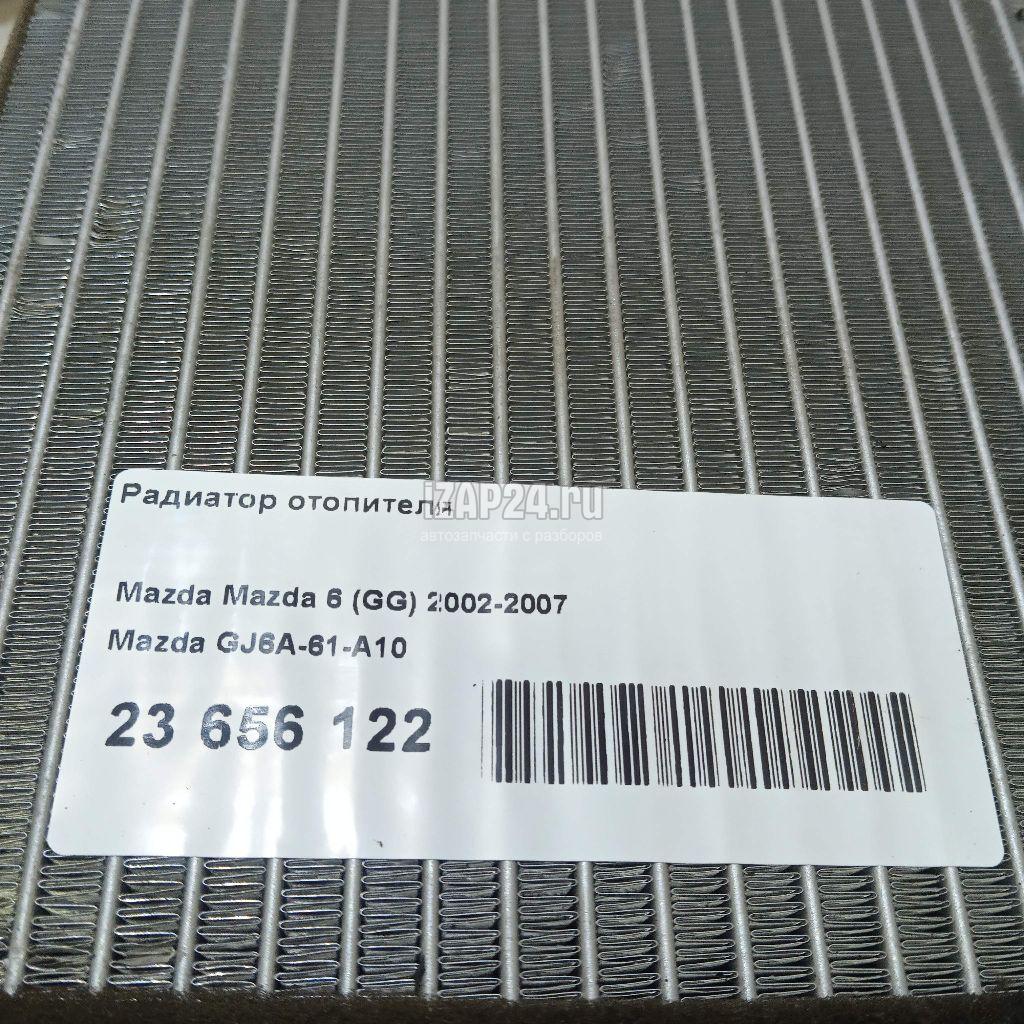 Радиатор отопителя
iZAP24.ru
автозапчасти с разборов
Mazda Mazda 6 (GG) 2002-2007
Mazda GJ6A-61-A10
23 656 122